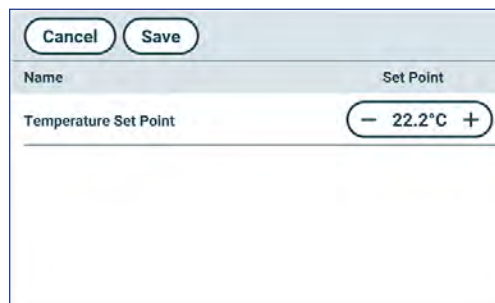 Cancel Save
Name Set Point
Temperature Set Point − 22.2°C +